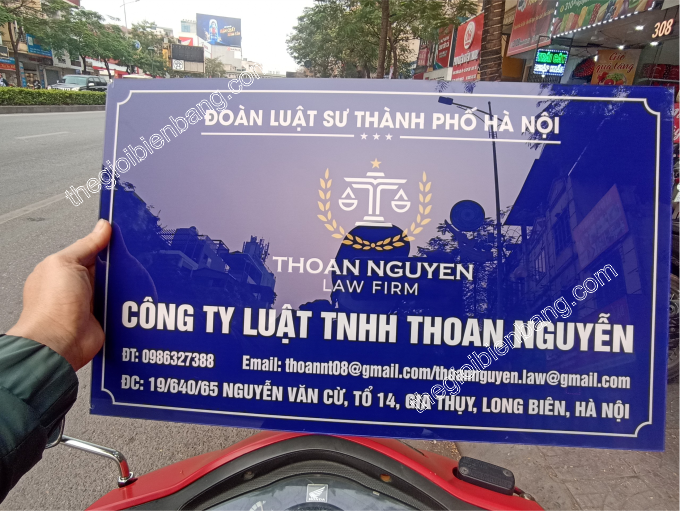 308
ĐOÀN LUẬT SƯ THÀNH PHỐ HÀ NỘI
THOAN NGUYEN
LAW FIRM
CÔNG TY LUẬT TNHH THOAN NGUYỄN
ĐT: 0986327388 Email: thoannt08@gmail.com/thoannguyen.law@gmail.com
ĐC: 19/640/65 NGUYỄN VĂN CỪ, TỔ 14, GIA THỤY, LONG BIÊN, HÀ NỘI
thegioibienbang.com
thegioibienbang.com
HONDA